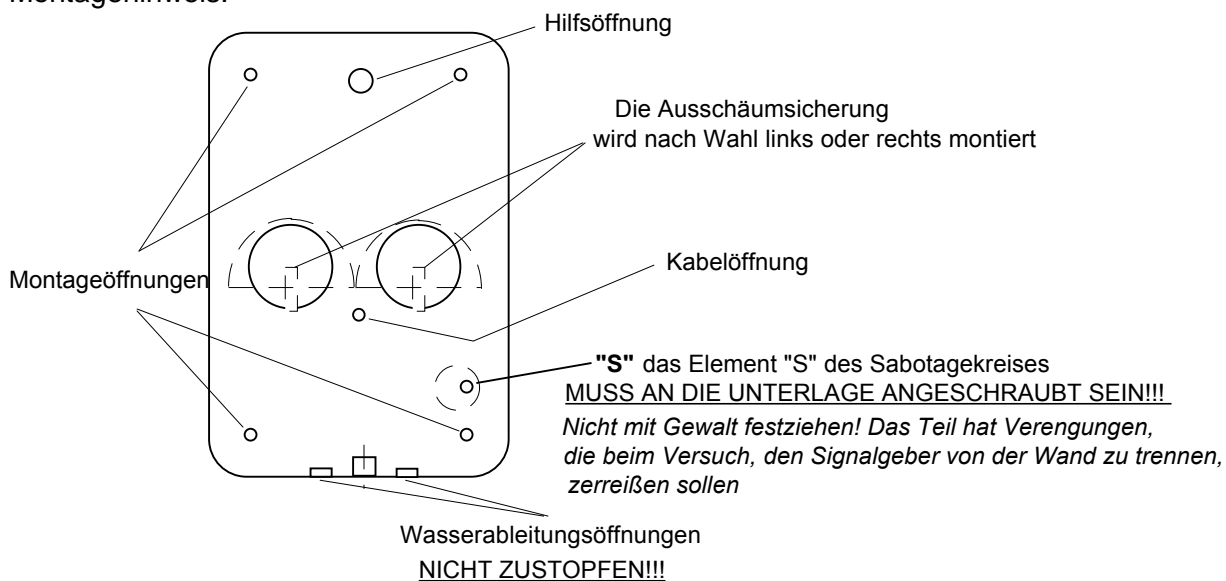 Montagehinweis:
Hilfsöffnung
Die Ausschäumsicherung
wird nach Wahl links oder rechts montiert
Montageöffnungen
Kabelöffnung
"S" das Element "S" des Sabotagekreises
MUSS AN DIE UNTERLAGE ANGESCHRAUBT SEIN!!!
Nicht mit Gewalt festziehen! Das Teil hat Verengungen,
die beim Versuch, den Signalgeber von der Wand zu trennen,
zerreißen sollen
Wasserableitungsöffnungen
NICHT ZUSTOPFEN!!!